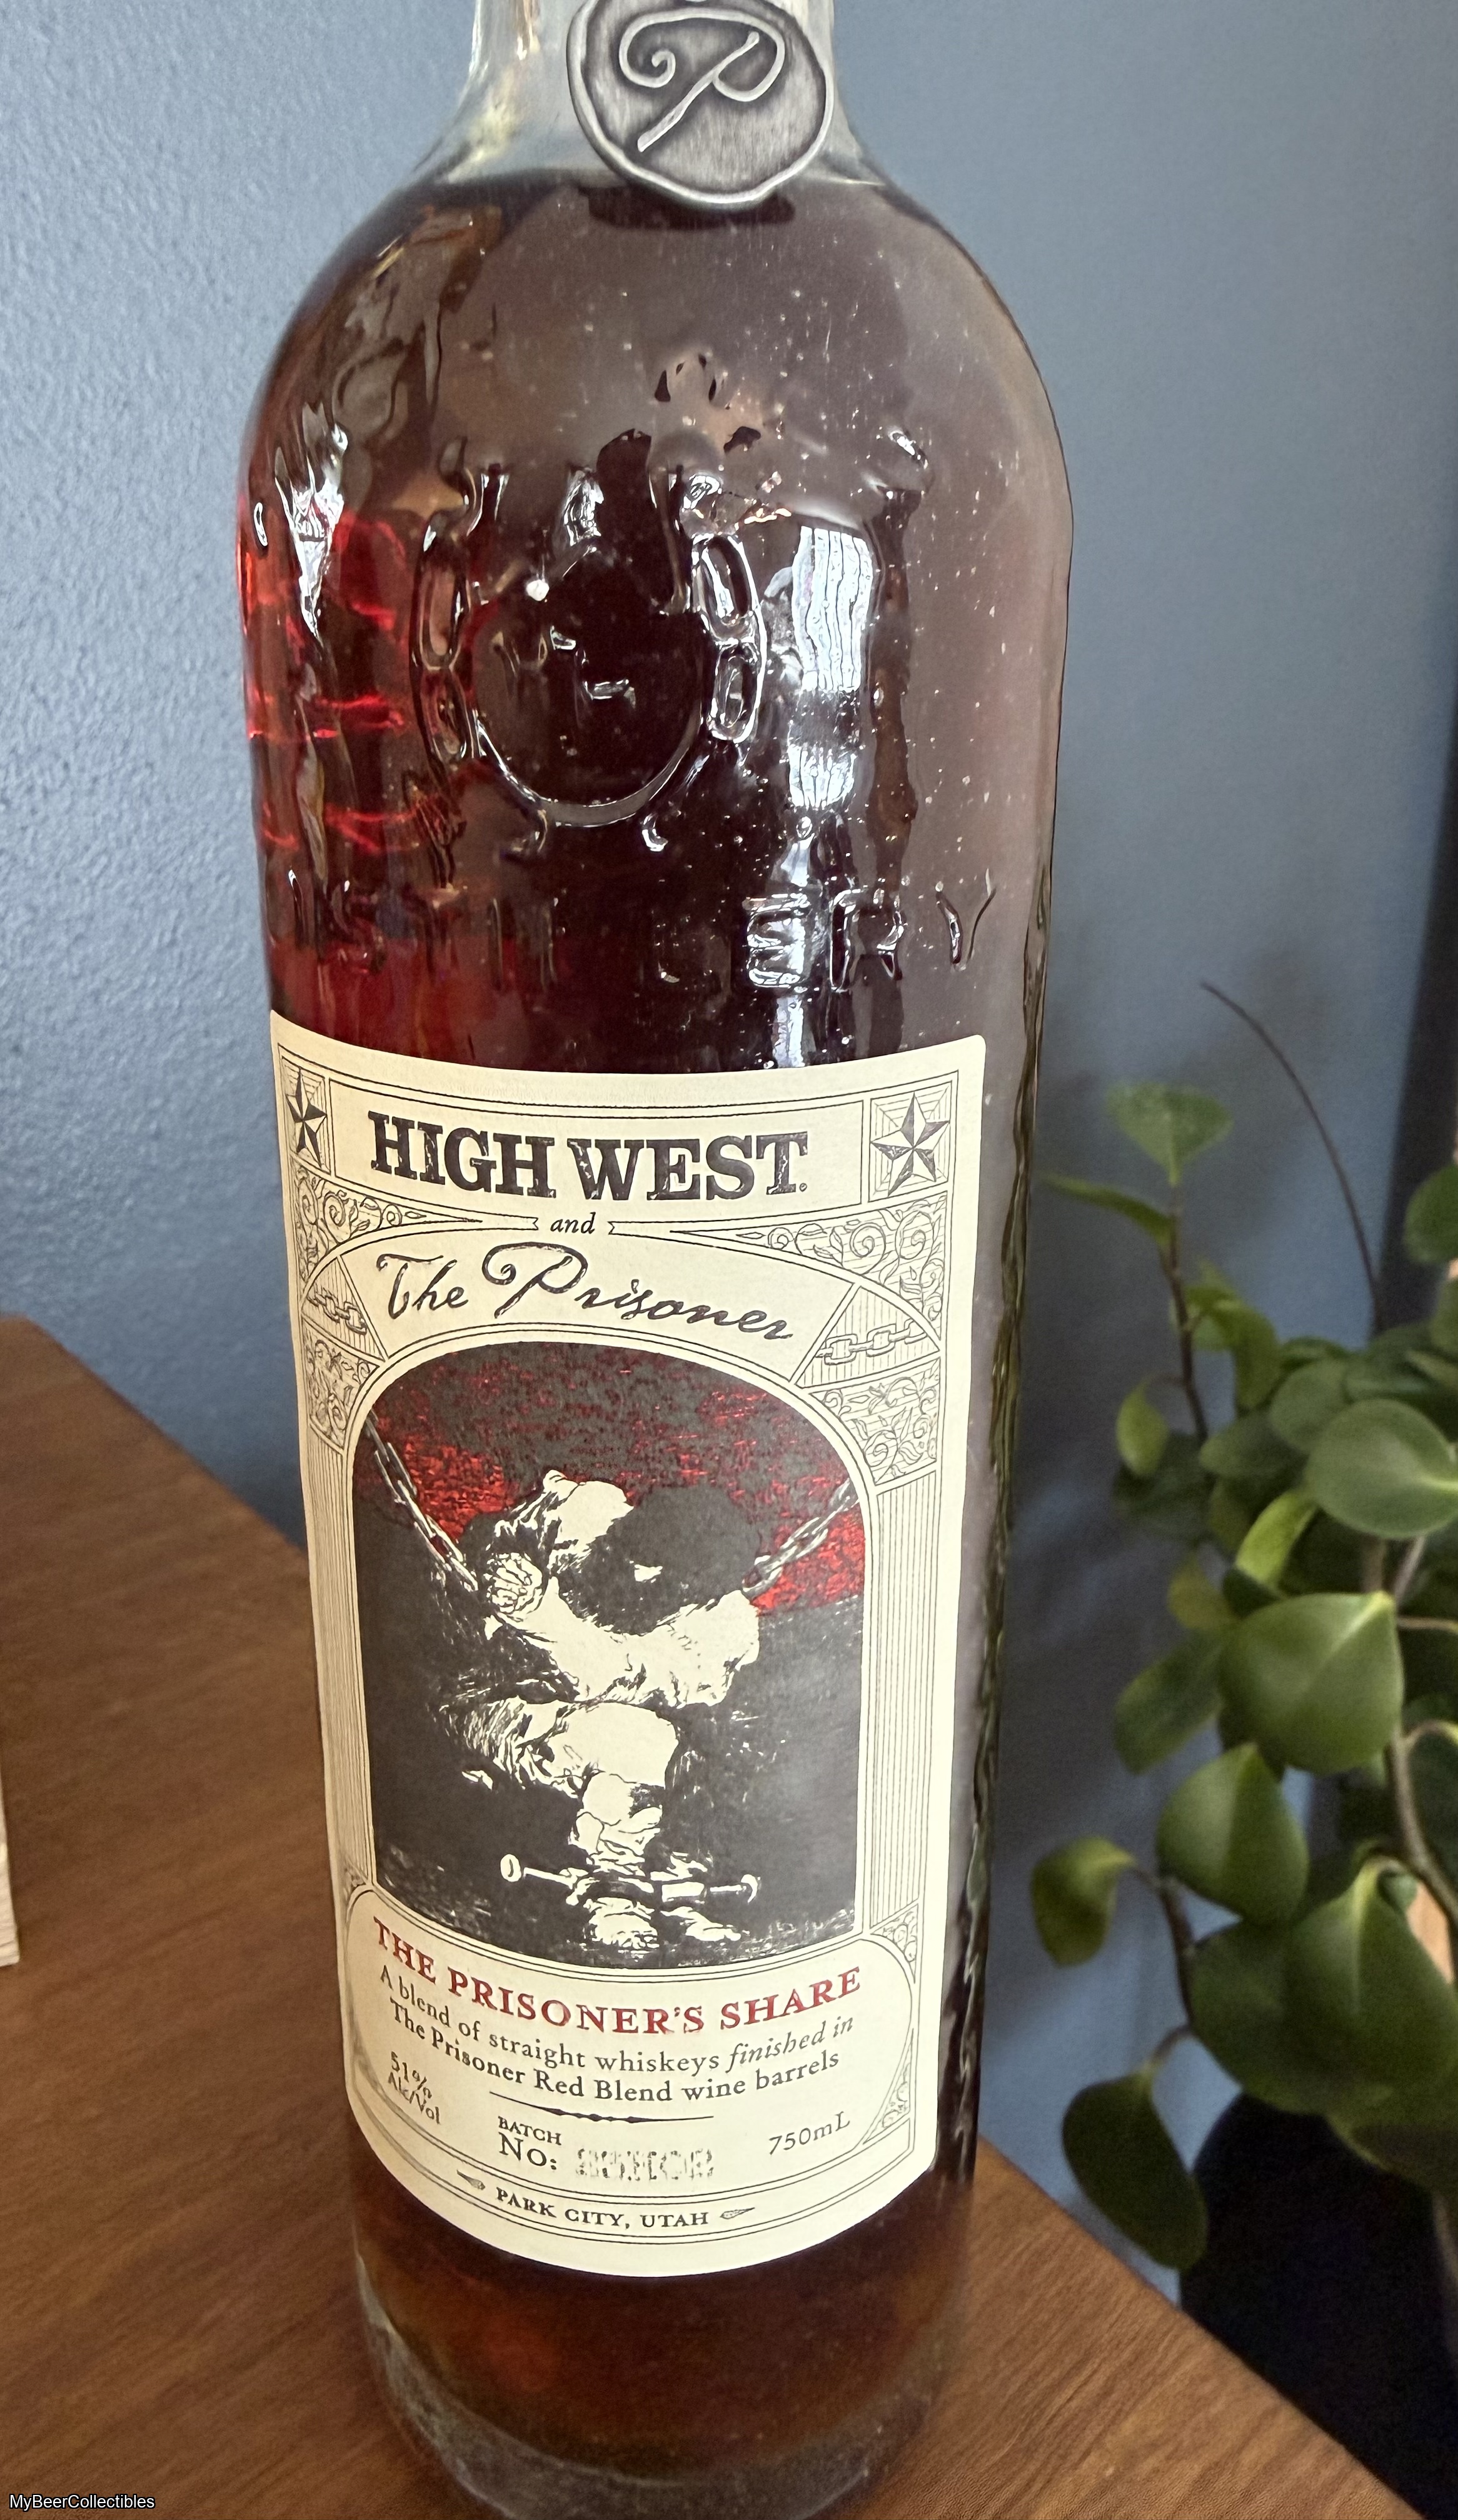 P
ERY
HIGH WEST.
and
The Prisoner
THE PRISONER'S SHARE
A blend of straight whiskeys finished in
The Prisoner Red Blend wine barrels
51%
Alc/Vol
BATCH
No:
750mL
PARK CITY, UTAH
MyBeerCollectibles